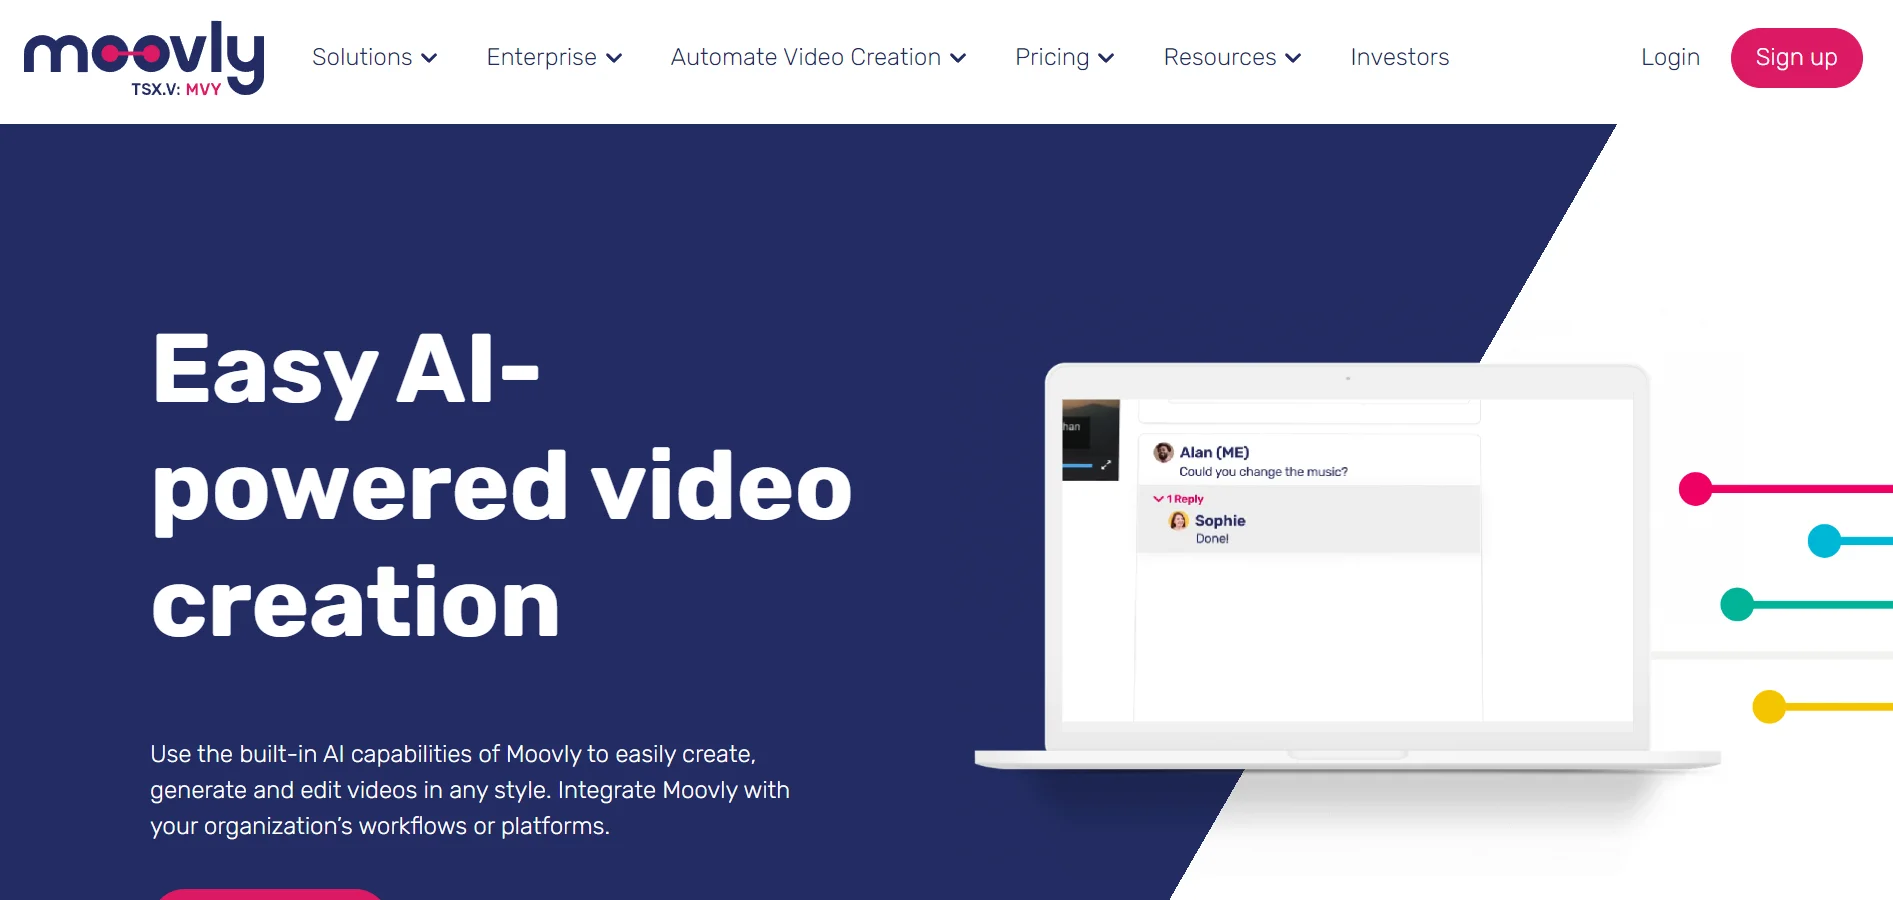 moovly
TSX.V: MVY
Solutions
Enterprise
Automate Video Creation
Pricing
Resources
Investors
Login
Sign up
Easy AI-
powered video
creation
Use the built-in AI capabilities of Moovly to easily create,
generate and edit videos in any style. Integrate Moovly with
your organization’s workflows or platforms.
han
Alan (ME)
Could you change the music?
1 Reply
Sophie
Done!